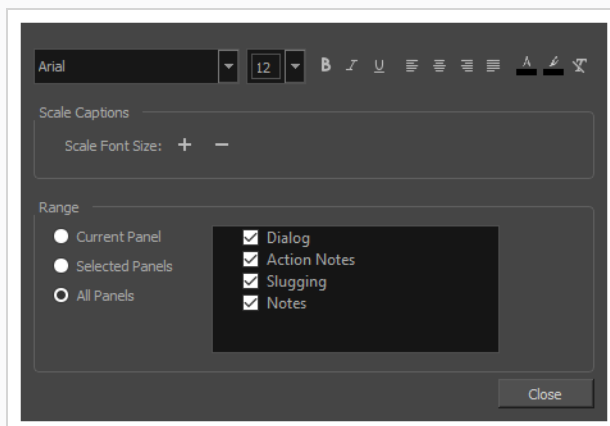 Arial 12 B I U A
Scale Captions
Scale Font Size: + −
Range
Current Panel
Selected Panels
All Panels
Dialog
Action Notes
Slugging
Notes
Close